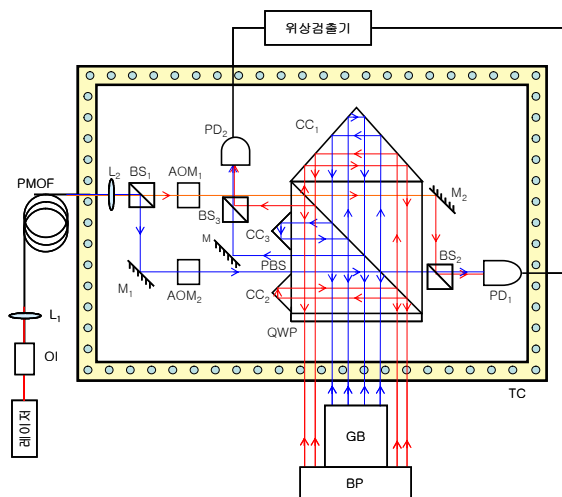 위상검출기
PD2
CC1
L2
BS1
AOM1
PMOF
M2
BS3
CC3
M
BS2
PBS
M1
AOM2
CC2
PD1
L1
QWP
OI
TC
레이저
GB
BP